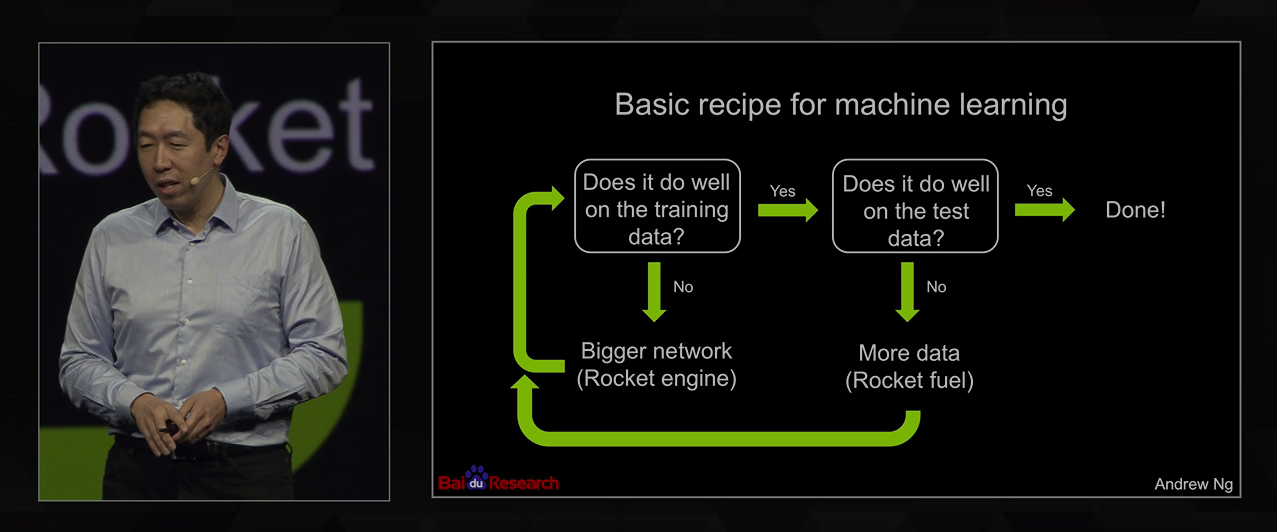 Rocket
Basic recipe for machine learning
Does it do well
on the training
data?
Yes
Does it do well
on the test
data?
Yes
Done!
No
No
Bigger network
(Rocket engine)
More data
(Rocket fuel)
Baidu Research
Andrew Ng